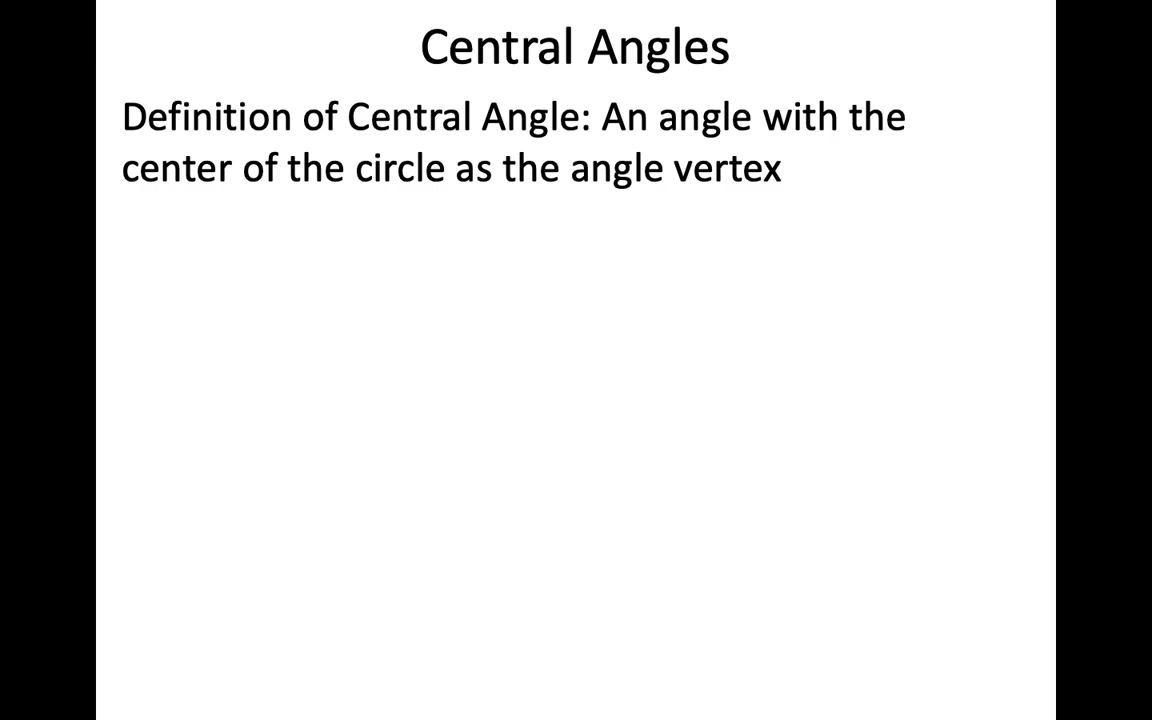 Central Angles
Definition of Central Angle: An angle with the
center of the circle as the angle vertex